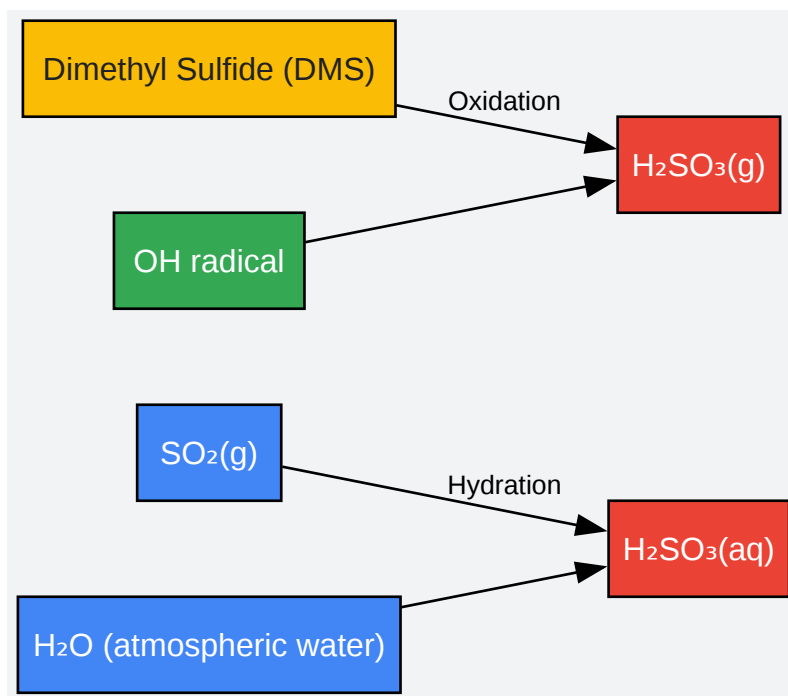 Dimethyl Sulfide (DMS)
Oxidation
H₂SO₃(g)
OH radical
SO₂(g)
Hydration
H₂SO₃(aq)
H₂O (atmospheric water)